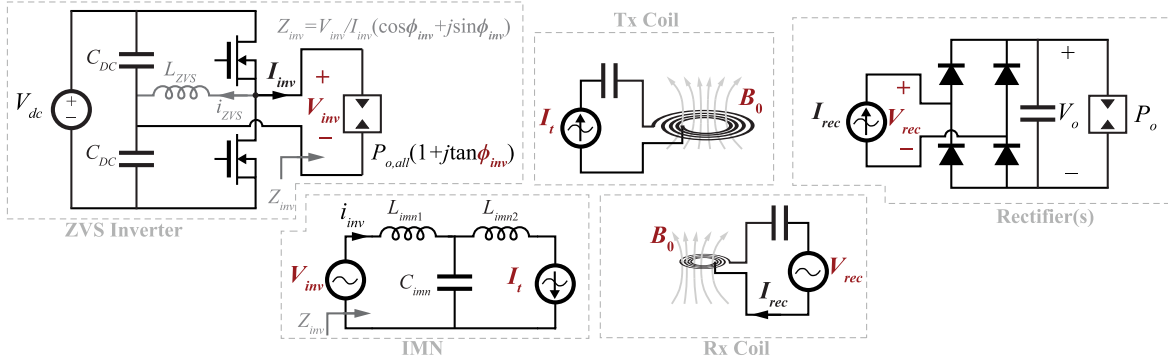 Z_inv=V_inv/I_inv(cosϕ_inv+jsinϕ_inv)
C_DC
L_ZVS
I_inv
+
V_dc
+
−
i_ZVS
V_inv
−
C_DC
P_o,all(1+jtanϕ_inv)
Z_inv
ZVS Inverter
Tx Coil
I_t
B_0
+
I_rec
V_rec
−
+
V_o
−
P_o
Rectifier(s)
i_inv
L_imn1
L_imn2
V_inv
C_imn
I_t
Z_inv
IMN
B_0
V_rec
I_rec
Rx Coil